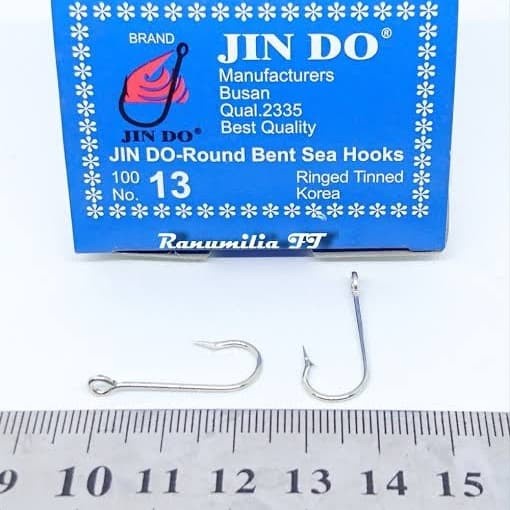 BRAND
JIN DO®
JIN DO®
Manufacturers
Busan
Qual.2335
Best Quality
JIN DO-Round Bent Sea Hooks
100
No. 13
Ringed Tinned
Korea
Ranumilia FT
9 10 11 12 13 14 15